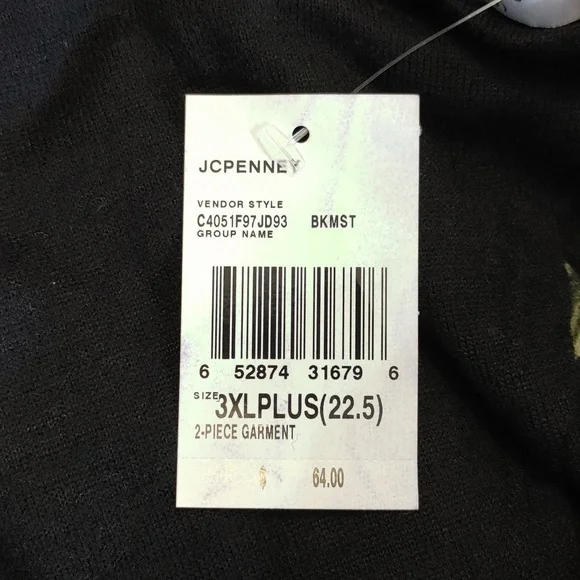 JCPENNEY
VENDOR STYLE
C4051F97JD93 BKMST
GROUP NAME
6 52874 31679 6
SIZE 3XLPLUS(22.5)
2-PIECE GARMENT
$ 64.00